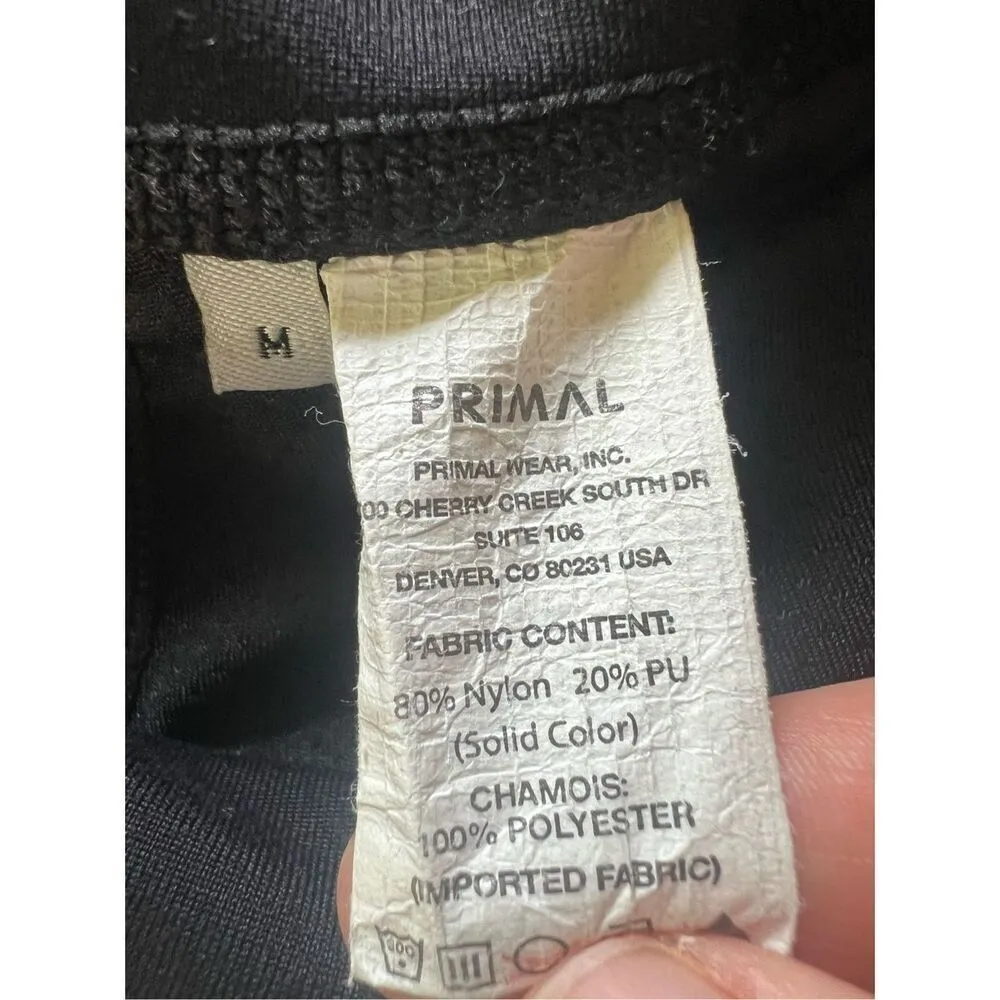 M
PRIMAL
PRIMAL WEAR, INC.
00 CHERRY CREEK SOUTH DR
SUITE 106
DENVER, CO 80231 USA
FABRIC CONTENT:
80% Nylon 20% PU
(Solid Color)
CHAMOIS:
100% POLYESTER
(IMPORTED FABRIC)